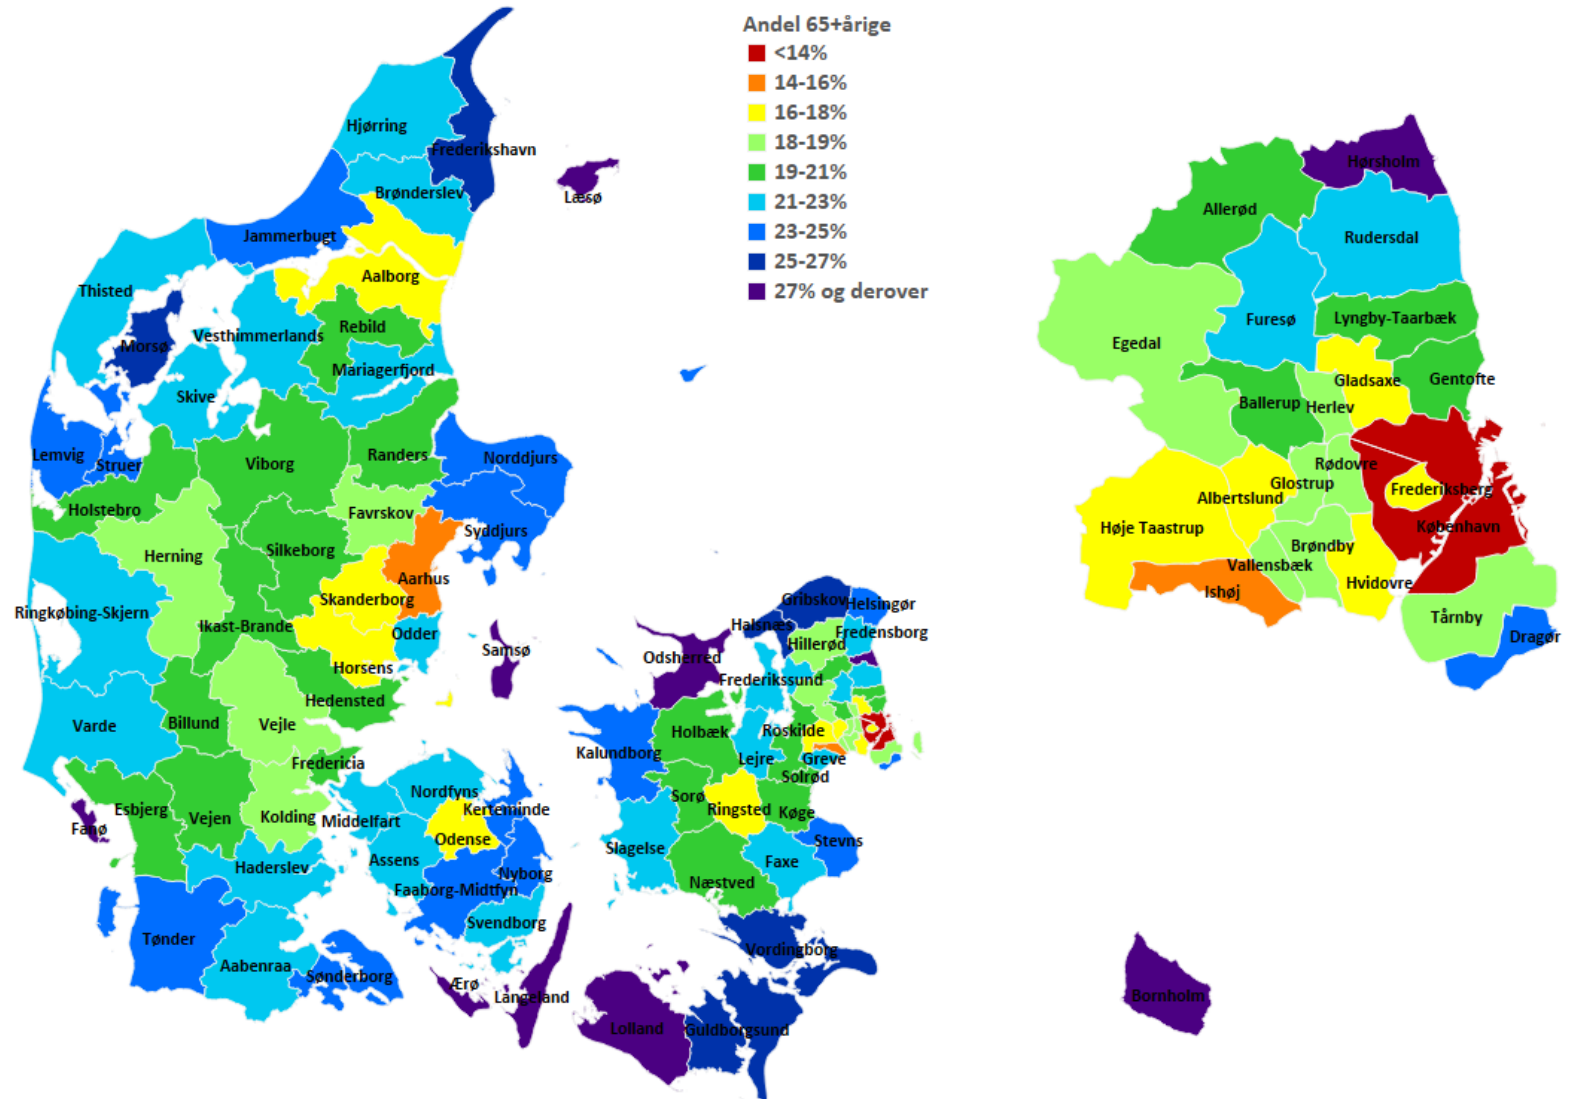 Andel 65+årige
<14%
14-16%
16-18%
18-19%
19-21%
21-23%
23-25%
25-27%
27% og derover
Hjørring
Frederikshavn
Læsø
Brønderslev
Jammerbugt
Aalborg
Thisted
Rebild
Vesthimmerlands
Morsø
Mariagerfjord
Skive
Lemvig
Struer
Viborg
Randers
Norddjurs
Holstebro
Favrskov
Syddjurs
Herning
Silkeborg
Aarhus
Skanderborg
Ringkøbing-Skjern
Ikast-Brande
Odder
Samsø
Horsens
Hedensted
Varde
Billund
Vejle
Fredericia
Esbjerg
Vejen
Kolding
Fanø
Haderslev
Tønder
Aabenraa
Sønderborg
Nordfyns
Middelfart
Kerteminde
Odense
Assens
Nyborg
Faaborg-Midtfyn
Svendborg
Ærø
Langeland
Gribskov
Helsingør
Halsnæs
Fredensborg
Hillerød
Odsherred
Frederikssund
Holbæk
Roskilde
Kalundborg
Lejre
Greve
Solrød
Sorø
Ringsted
Køge
Slagelse
Stevns
Faxe
Næstved
Vordingborg
Lolland
Guldborgsund
Hørsholm
Allerød
Rudersdal
Furesø
Lyngby-Taarbæk
Egedal
Gladsaxe
Gentofte
Ballerup
Herlev
Rødovre
Glostrup
Frederiksberg
Albertslund
København
Høje Taastrup
Brøndby
Vallensbæk
Hvidovre
Ishøj
Tårnby
Dragør
Bornholm